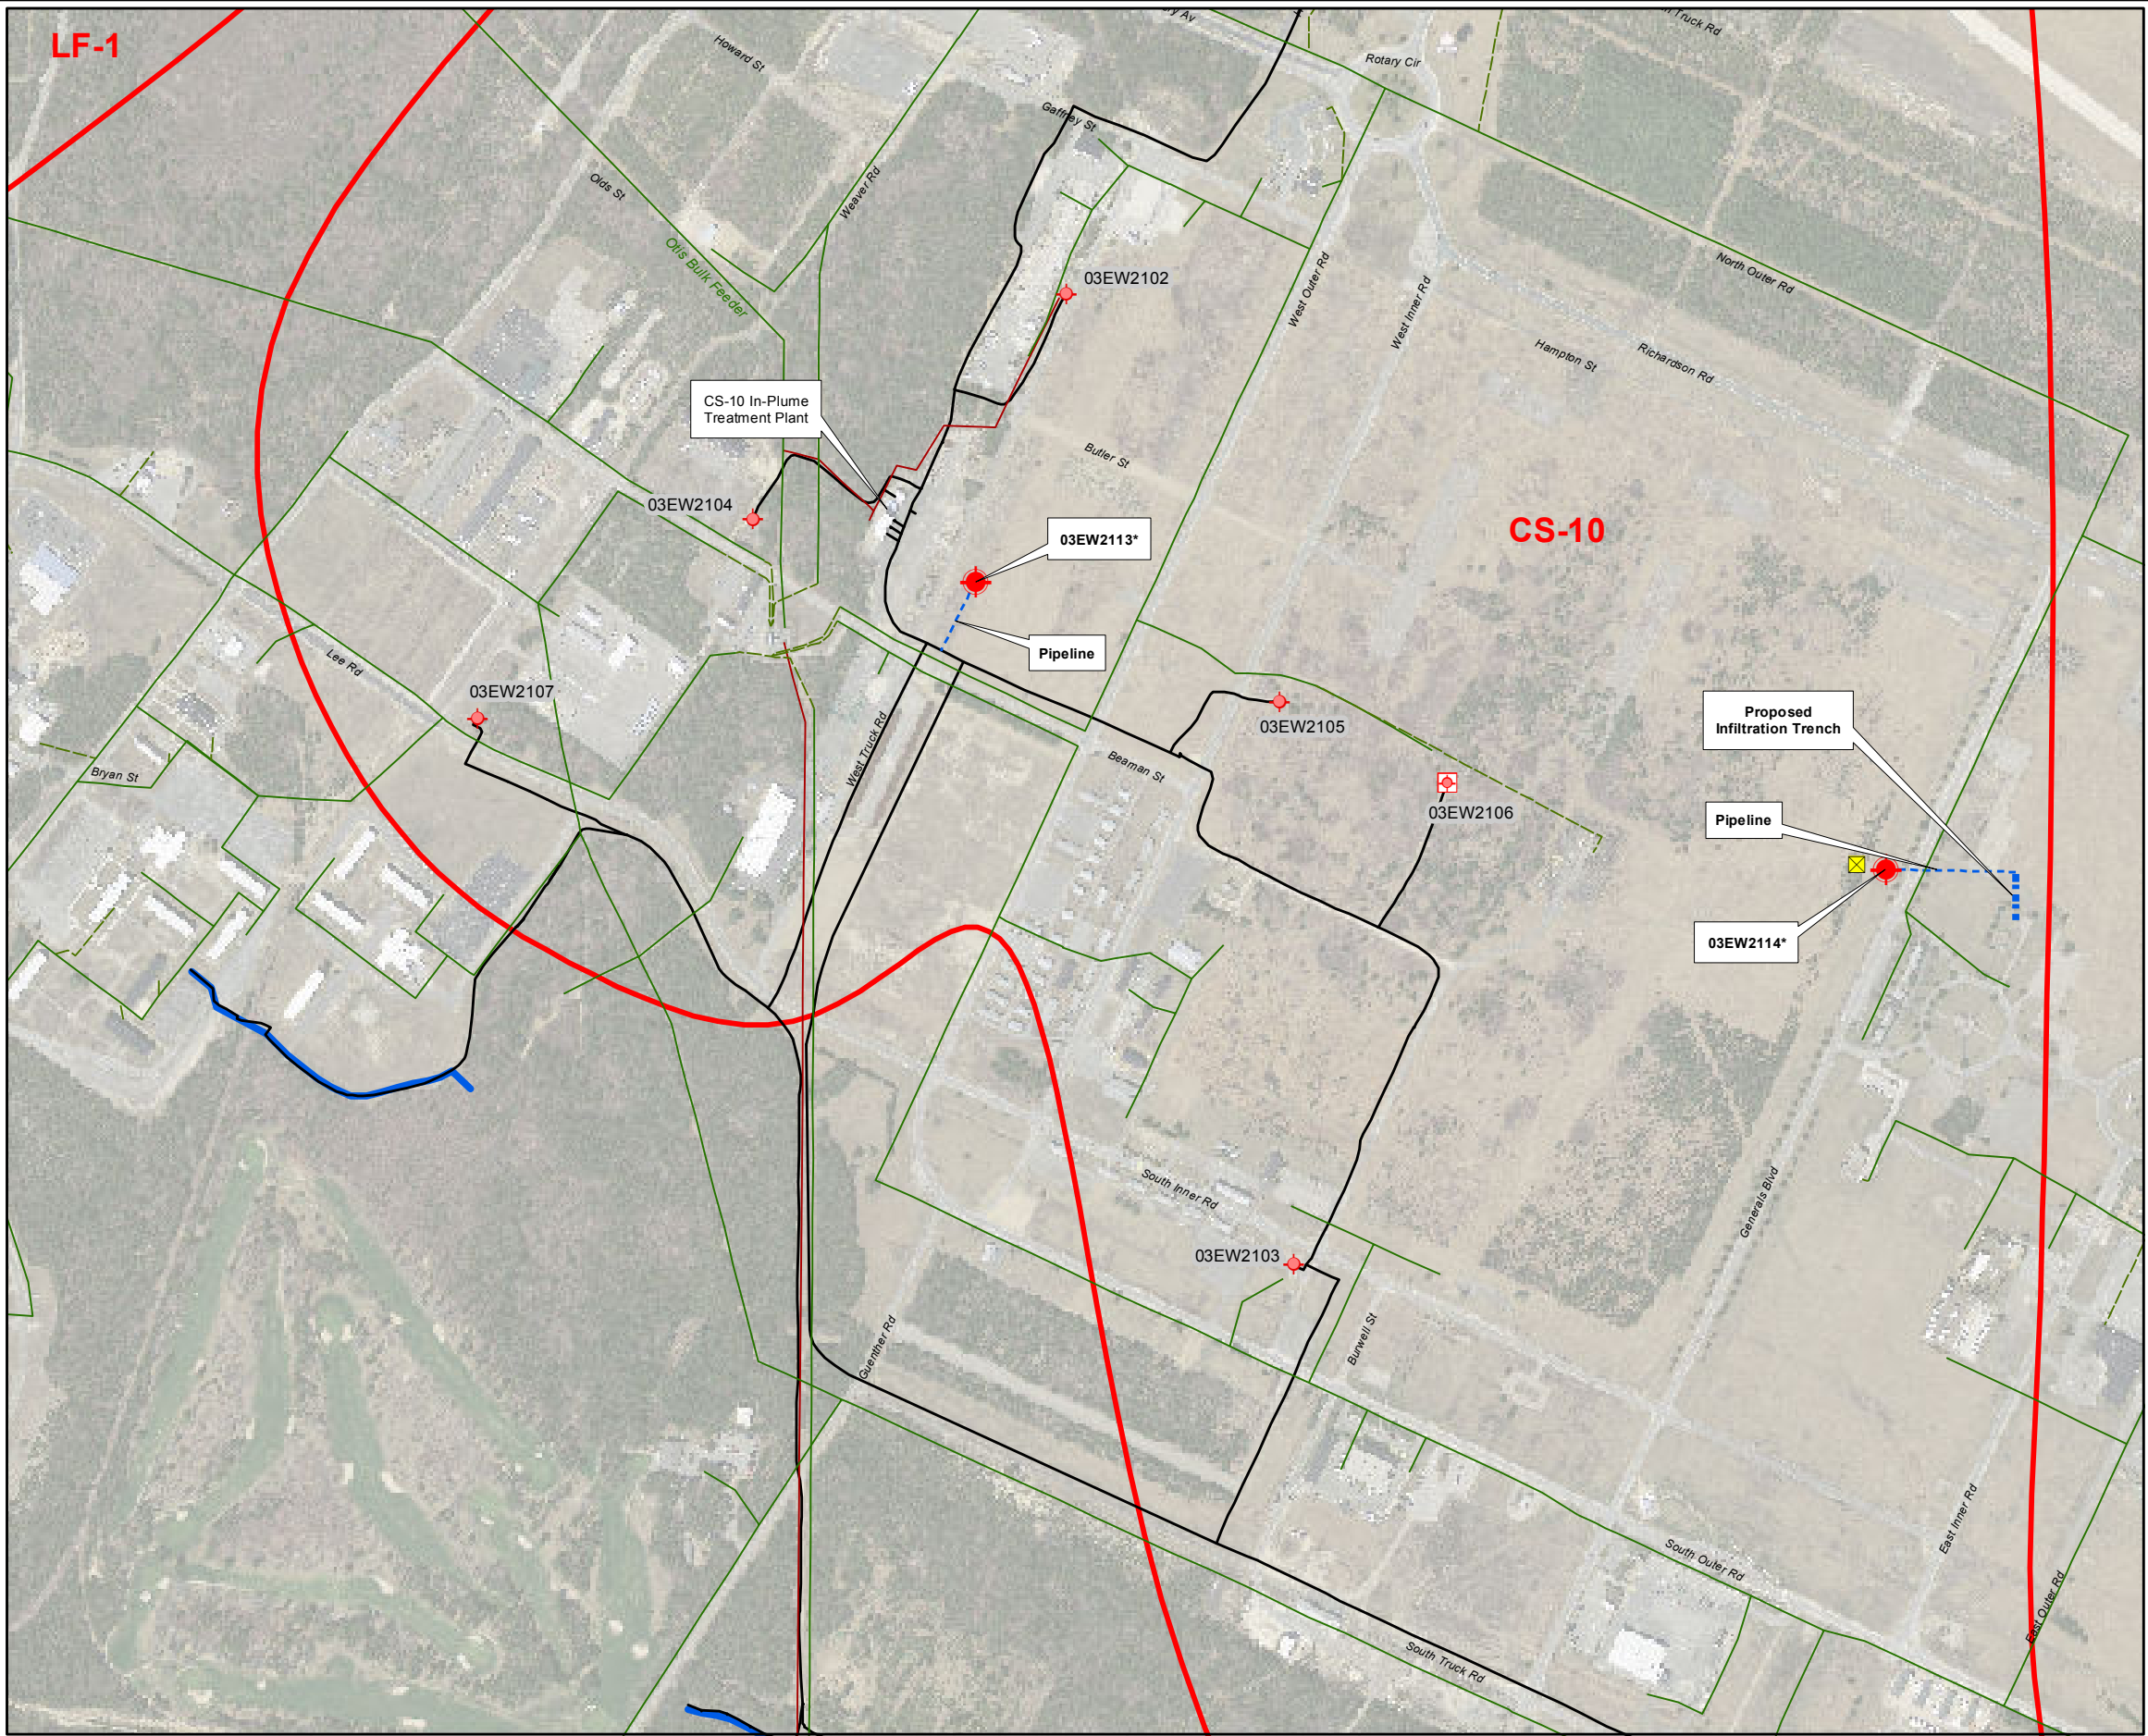 LF-1
Howard St
Rotary Cir
Truck Rd
Gaffney St
Olds St
Weaver Rd
Otis Bulk Feeder
03EW2102
West Outer Rd
West Inner Rd
North Outer Rd
Hampton St
Richardson Rd
CS-10 In-Plume
Treatment Plant
Butler St
03EW2104
03EW2113*
CS-10
Pipeline
Lee Rd
03EW2107
West Truck Rd
03EW2105
Beaman St
Proposed
Infiltration Trench
Bryan St
03EW2106
Pipeline
03EW2114*
South Inner Rd
Generals Blvd
03EW2103
Guenther Rd
Burwell St
East Inner Rd
South Outer Rd
East Outer Rd
South Truck Rd